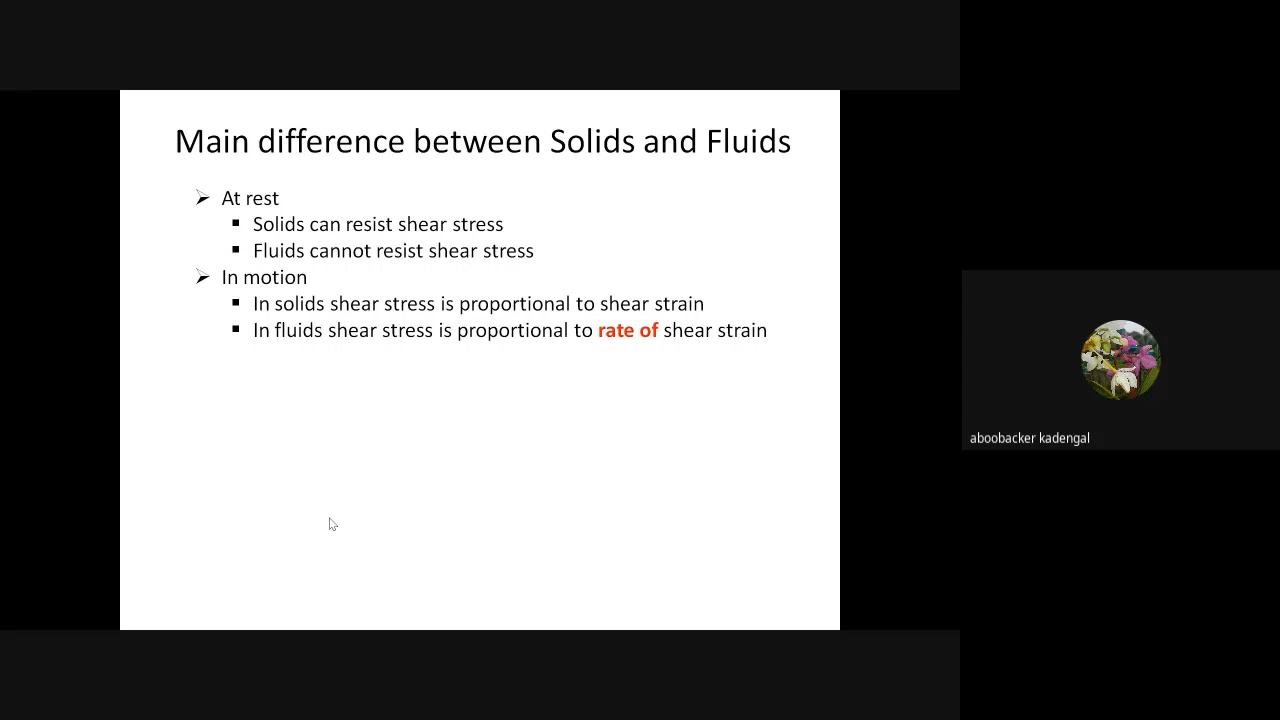 Main difference between Solids and Fluids
At rest
Solids can resist shear stress
Fluids cannot resist shear stress
In motion
In solids shear stress is proportional to shear strain
In fluids shear stress is proportional to rate of shear strain
aboobacker kadengal